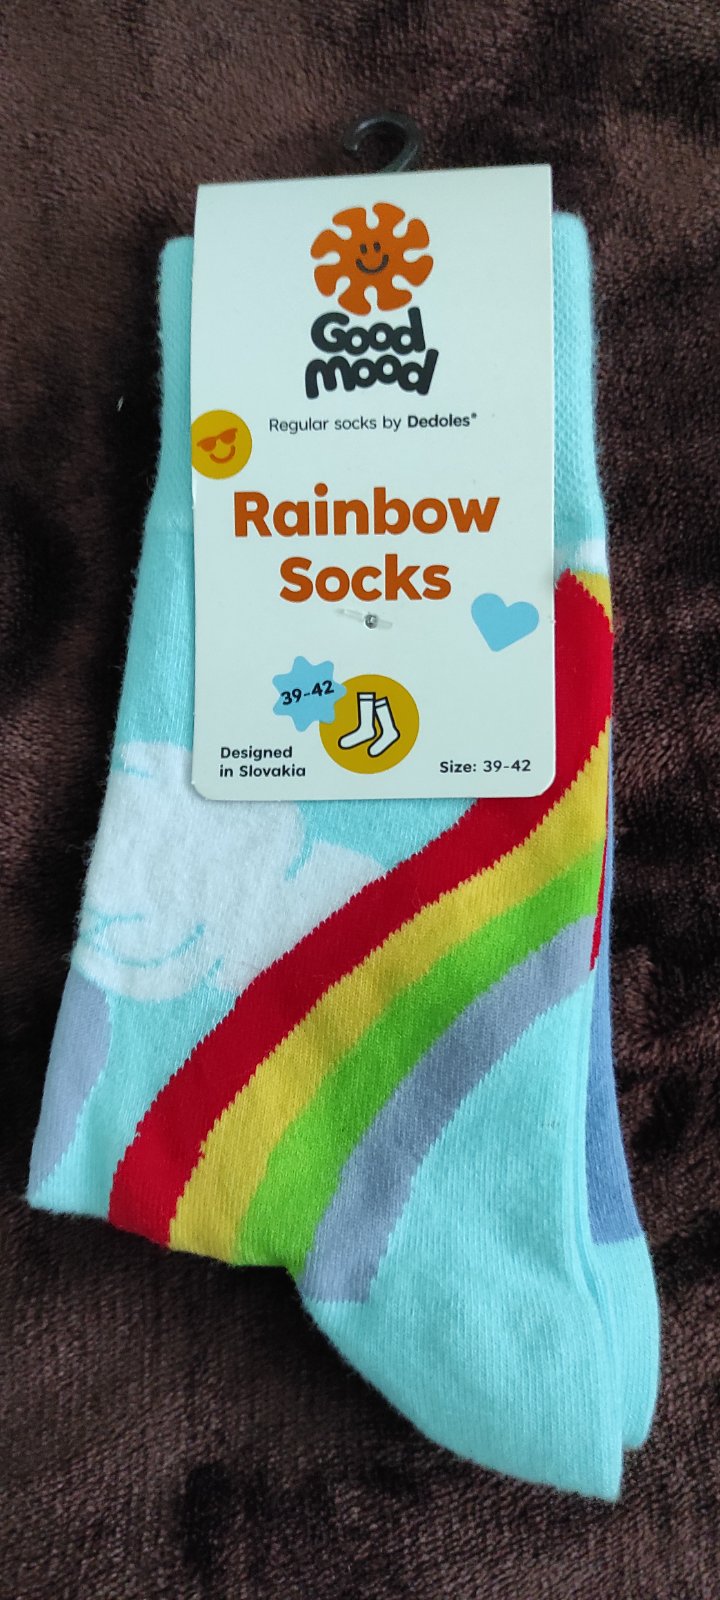 Good
mood
Regular socks by Dedoles®
Rainbow
Socks
39-42
Designed
in Slovakia
Size: 39-42